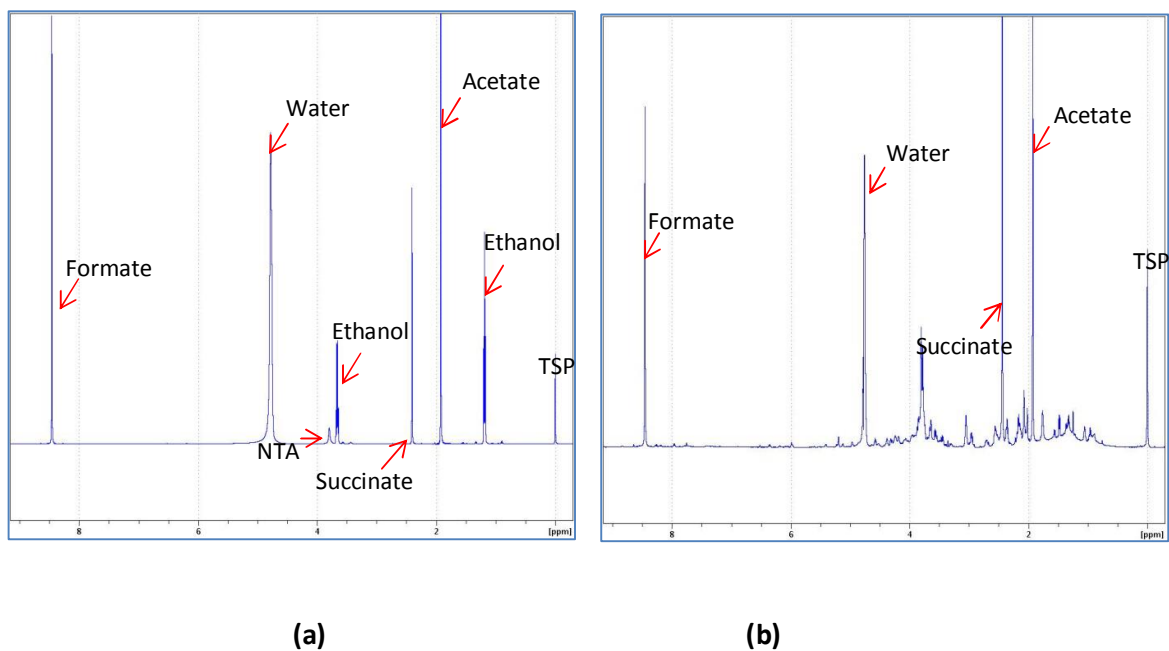 Acetate
Water
Ethanol
Formate
Ethanol
TSP
NTA
Succinate
8
6
4
2
[ppm]
(a)
Acetate
Water
Formate
TSP
Succinate
8
6
4
2
[ppm]
(b)